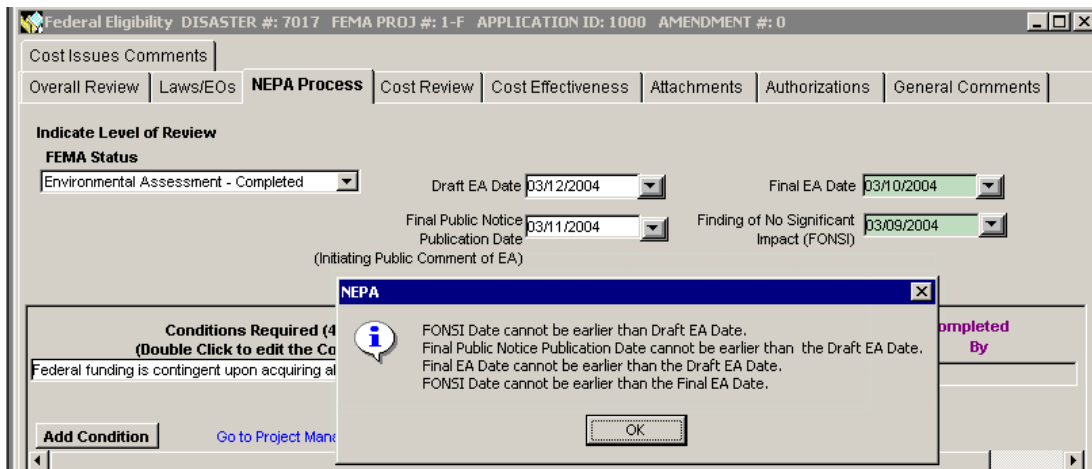 Federal Eligibility DISASTER #: 7017 FEMA PROJ #: 1-F APPLICATION ID: 1000 AMENDMENT #: 0
Cost Issues Comments
Overall Review Laws/EOs NEPA Process Cost Review Cost Effectiveness Attachments Authorizations General Comments
Indicate Level of Review
FEMA Status
Environmental Assessment - Completed
Draft EA Date 03/12/2004
Final EA Date 03/10/2004
Final Public Notice
Publication Date
03/11/2004
(Initiating Public Comment of EA)
Finding of No Significant
Impact (FONSI)
03/09/2004
NEPA
FONSI Date cannot be earlier than Draft EA Date.
Final Public Notice Publication Date cannot be earlier than the Draft EA Date.
Final EA Date cannot be earlier than the Draft EA Date.
FONSI Date cannot be earlier than the Final EA Date.
OK
Conditions Required (4
(Double Click to edit the Co
ompleted
By
Federal funding is contingent upon acquiring al
Add Condition
Go to Project Mana